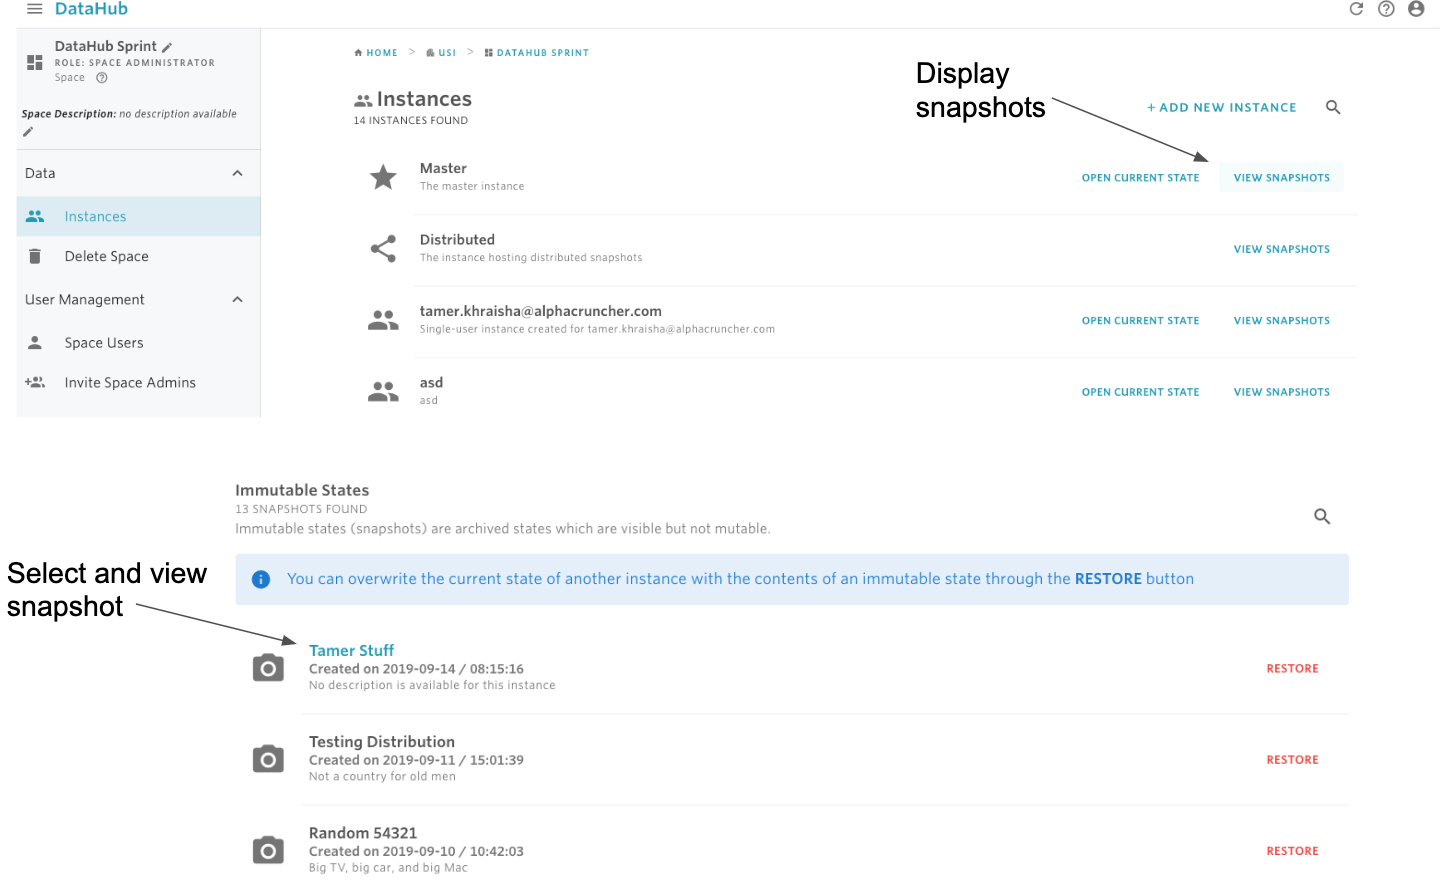 DataHub
DataHub Sprint
ROLE: SPACE ADMINISTRATOR
Space
Space Description: no description available
Data
Instances
Delete Space
User Management
Space Users
Invite Space Admins
HOME > USI > DATAHUB SPRINT
Instances
14 INSTANCES FOUND
+ ADD NEW INSTANCE
Display
snapshots
Master
The master instance
OPEN CURRENT STATE VIEW SNAPSHOTS
Distributed
The instance hosting distributed snapshots
VIEW SNAPSHOTS
tamer.khraisha@alphacruncher.com
Single-user instance created for tamer.khraisha@alphacruncher.com
OPEN CURRENT STATE VIEW SNAPSHOTS
asd
asd
OPEN CURRENT STATE VIEW SNAPSHOTS
Immutable States
13 SNAPSHOTS FOUND
Immutable states (snapshots) are archived states which are visible but not mutable.
You can overwrite the current state of another instance with the contents of an immutable state through the RESTORE button
Select and view
snapshot
Tamer Stuff
Created on 2019-09-14 / 08:15:16
No description is available for this instance
RESTORE
Testing Distribution
Created on 2019-09-11 / 15:01:39
Not a country for old men
RESTORE
Random 54321
Created on 2019-09-10 / 10:42:03
Big TV, big car, and big Mac
RESTORE